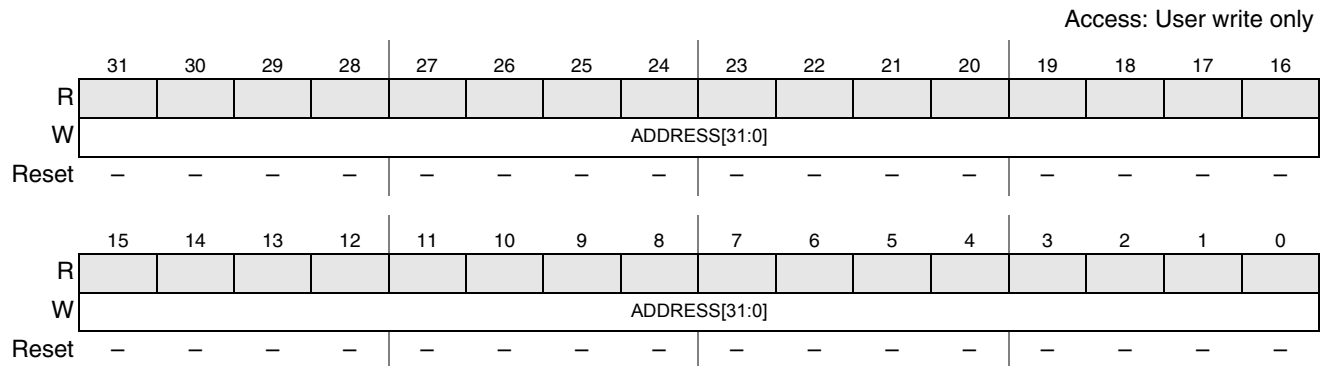 Access: User write only
31 30 29 28 27 26 25 24 23 22 21 20 19 18 17 16
R
W ADDRESS[31:0]
Reset – – – – – – – – – – – – – – – –
15 14 13 12 11 10 9 8 7 6 5 4 3 2 1 0
R
W ADDRESS[31:0]
Reset – – – – – – – – – – – – – – – –